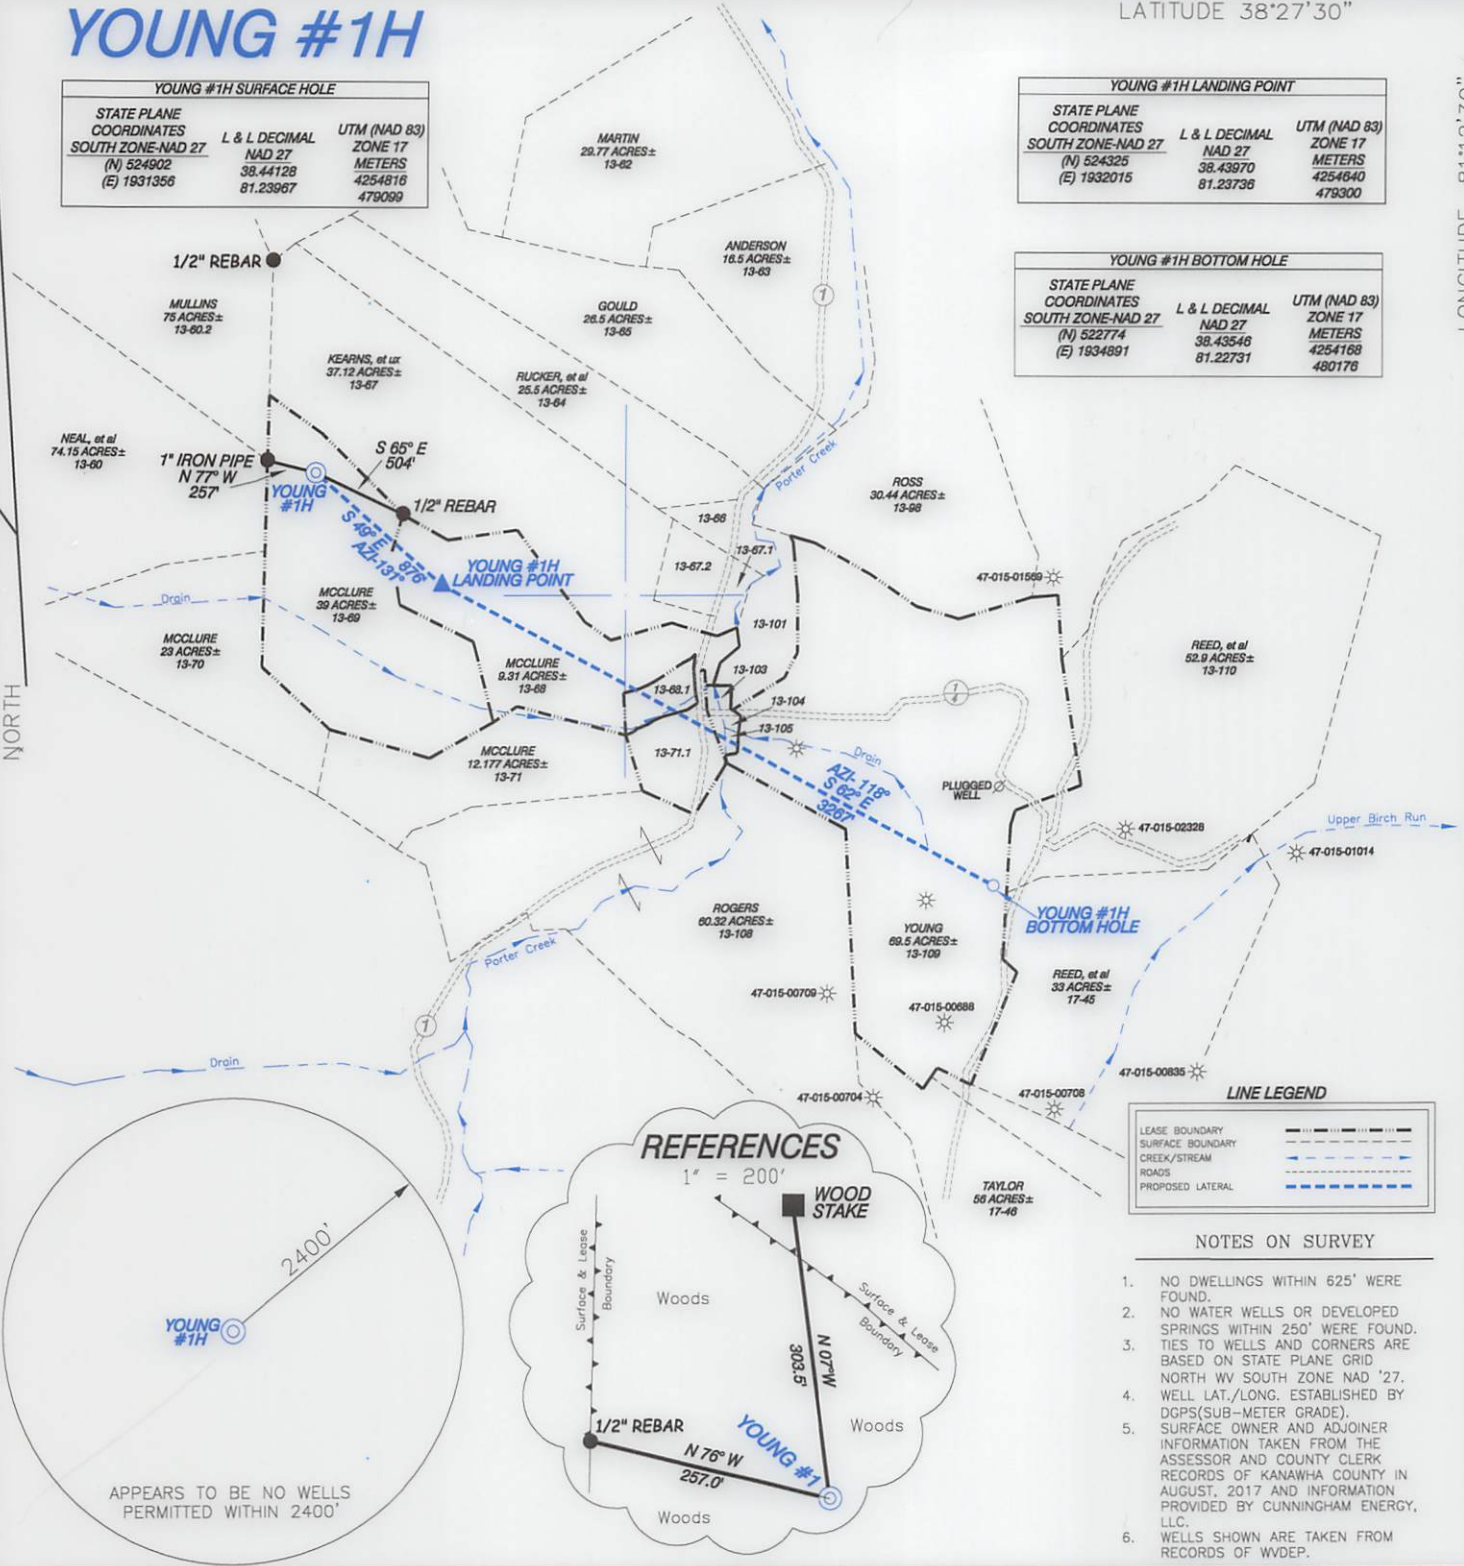 YOUNG #1H
LATITUDE 38°27'30"
YOUNG #1H SURFACE HOLE
STATE PLANE
COORDINATES
SOUTH ZONE-NAD 27
(N) 524902
(E) 1931356
L & L DECIMAL
NAD 27
38.44128
81.23967
UTM (NAD 83)
ZONE 17
METERS
4254816
479099
YOUNG #1H LANDING POINT
STATE PLANE
COORDINATES
SOUTH ZONE-NAD 27
(N) 524325
(E) 1932015
L & L DECIMAL
NAD 27
38.43970
81.23736
UTM (NAD 83)
ZONE 17
METERS
4254640
479300
YOUNG #1H BOTTOM HOLE
STATE PLANE
COORDINATES
SOUTH ZONE-NAD 27
(N) 522774
(E) 1934891
L & L DECIMAL
NAD 27
38.43546
81.22731
UTM (NAD 83)
ZONE 17
METERS
4254168
480176
MARTIN
29.77 ACRES±
13-62
ANDERSON
16.5 ACRES±
13-63
1
GOULD
26.5 ACRES±
13-65
1/2" REBAR
MULLINS
75 ACRES±
13-60.2
KEARNS, et ux
37.12 ACRES±
13-67
RUCKER, et al
25.5 ACRES±
13-64
NEAL, et al
74.15 ACRES±
13-60
1" IRON PIPE
N 77° W
257'
YOUNG
#1H
S 65° E
504'
1/2" REBAR
S 49° E 876'
AZI-131°
YOUNG #1H
LANDING POINT
Porter Creek
ROSS
30.44 ACRES±
13-98
13-66
13-67.1
13-67.2
47-015-01569
Drain
MCCLURE
39 ACRES±
13-69
MCCLURE
23 ACRES±
13-70
13-101
REED, et al
52.9 ACRES±
13-110
MCCLURE
9.31 ACRES±
13-68
13-68.1
13-103
13-104
13-105
1
4
NORTH
MCCLURE
12.177 ACRES±
13-71
13-71.1
Drain
AZI- 118°
S 62° E
3267'
PLUGGED
WELL
47-015-02328
Upper Birch Run
47-015-01014
ROGERS
60.32 ACRES±
13-108
YOUNG
69.5 ACRES±
13-109
YOUNG #1H
BOTTOM HOLE
Porter Creek
REED, et al
33 ACRES±
17-45
47-015-00709
47-015-00688
1
Drain
47-015-00704
47-015-00708
47-015-00835
TAYLOR
56 ACRES±
17-46
LINE LEGEND
LEASE BOUNDARY
SURFACE BOUNDARY
CREEK/STREAM
ROADS
PROPOSED LATERAL
2400'
YOUNG
#1H
APPEARS TO BE NO WELLS
PERMITTED WITHIN 2400'
REFERENCES
1" = 200'
WOOD
STAKE
Surface & Lease
Boundary
Woods
Surface & Lease
Boundary
N 07°W
303.5'
1/2" REBAR
N 76° W
257.0'
YOUNG #1
Woods
Woods
NOTES ON SURVEY
1. NO DWELLINGS WITHIN 625' WERE
FOUND.
2. NO WATER WELLS OR DEVELOPED
SPRINGS WITHIN 250' WERE FOUND.
3. TIES TO WELLS AND CORNERS ARE
BASED ON STATE PLANE GRID
NORTH WV SOUTH ZONE NAD '27.
4. WELL LAT./LONG. ESTABLISHED BY
DGPS(SUB-METER GRADE).
5. SURFACE OWNER AND ADJOINER
INFORMATION TAKEN FROM THE
ASSESSOR AND COUNTY CLERK
RECORDS OF KANAWHA COUNTY IN
AUGUST, 2017 AND INFORMATION
PROVIDED BY CUNNINGHAM ENERGY,
LLC.
6. WELLS SHOWN ARE TAKEN FROM
RECORDS OF WVDEP.